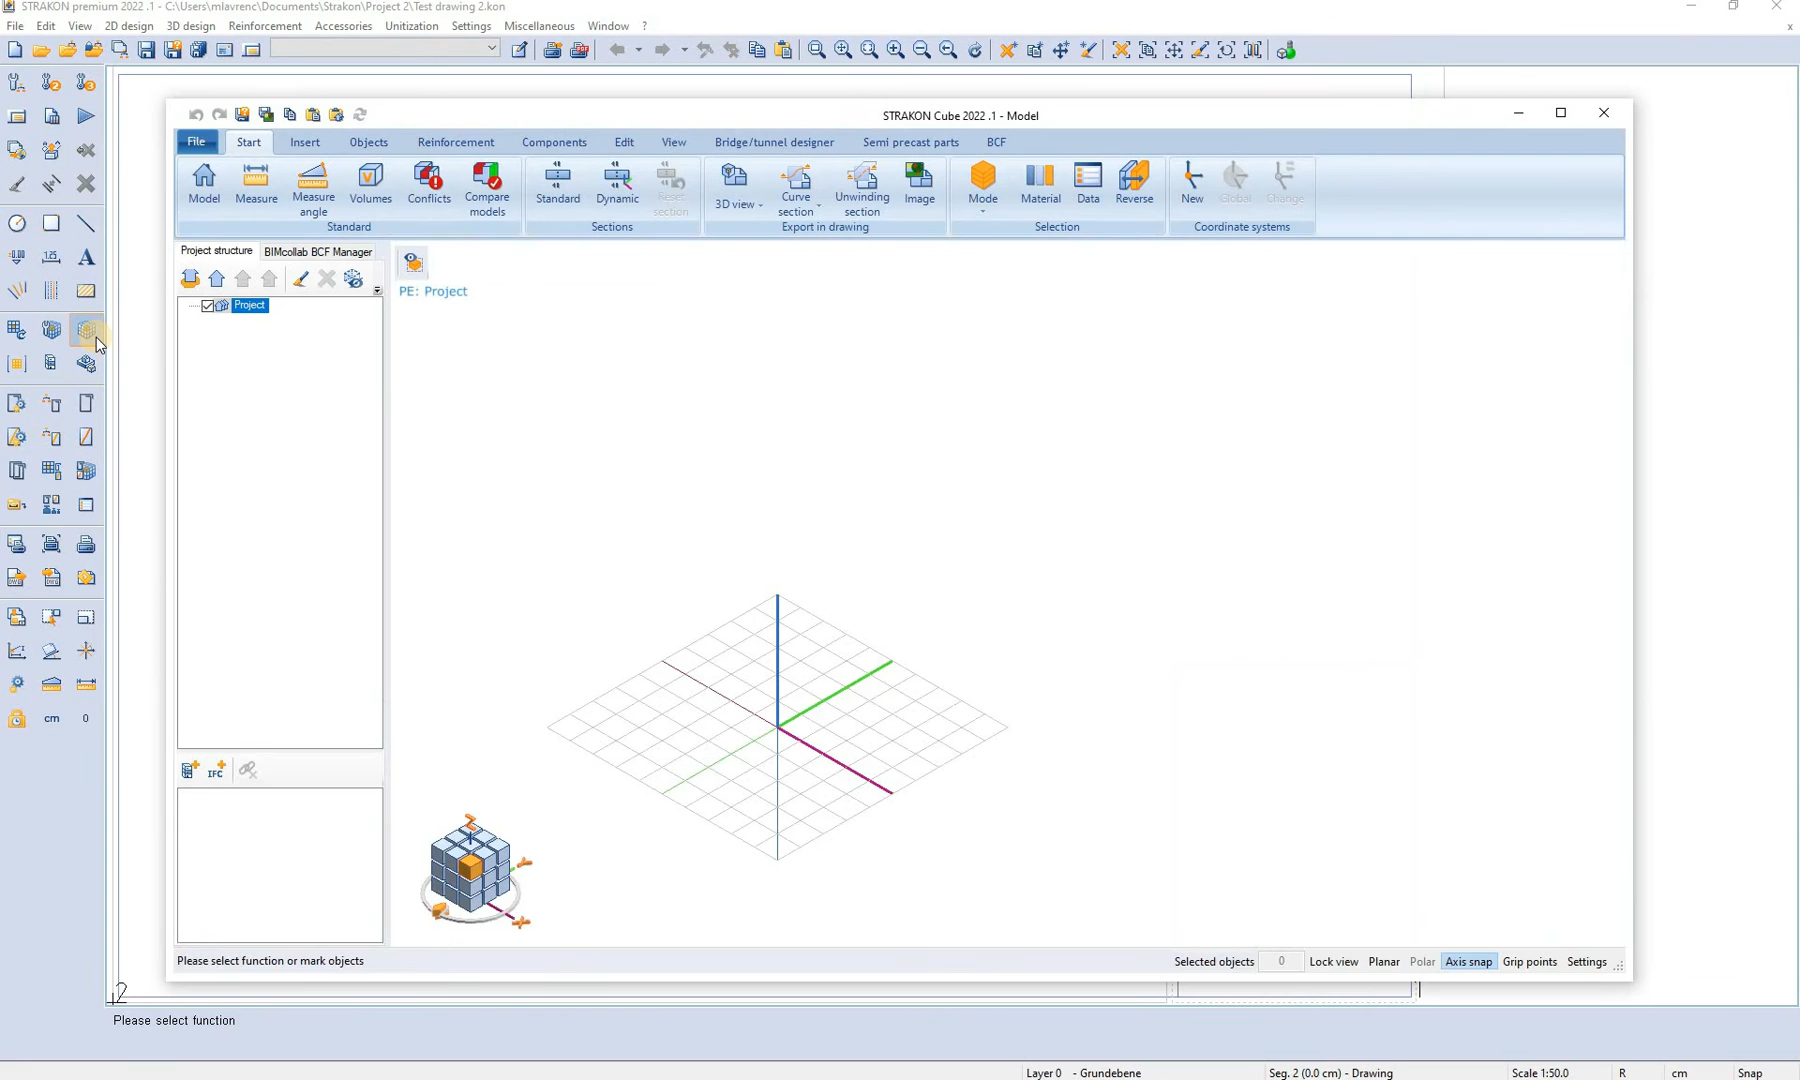 STRAKON premium 2022 .1 - C:\Users\mlavrenc\Documents\Strakon\Project 2\Test drawing 2.kon
File Edit View 2D design 3D design Reinforcement Accessories Unitization Settings Miscellaneous Window ?
STRAKON Cube 2022 .1 - Model
File Start Insert Objects Reinforcement Components Edit View Bridge/tunnel designer Semi precast parts BCF
Model Measure Measure angle Volumes Conflicts Compare models Standard Dynamic Reset section 3D view Curve section Unwinding section Image Mode Material Data Reverse New Global Change
Standard Sections Export in drawing Selection Coordinate systems
Project structure BIMcollab BCF Manager
PE: Project
Project
IFC
cm 0
Please select function or mark objects Selected objects 0 Lock view Planar Polar Axis snap Grip points Settings
2
Please select function
Layer 0 - Grundebene Seg. 2 (0.0 cm) - Drawing Scale 1:50.0 R cm Snap